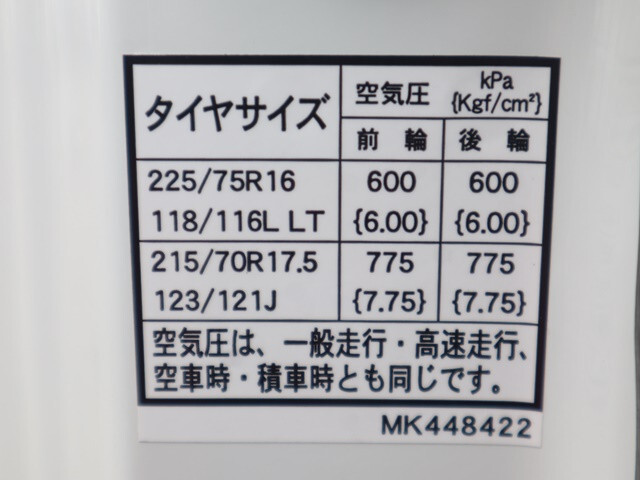 タイヤサイズ 空気圧 kPa
{Kgf/cm²}
前輪 後輪
225/75R16 600 600
118/116L LT {6.00} {6.00}
215/70R17.5 775 775
123/121J {7.75} {7.75}
空気圧は、一般走行・高速走行、
空車時・積車時とも同じです。
MK448422